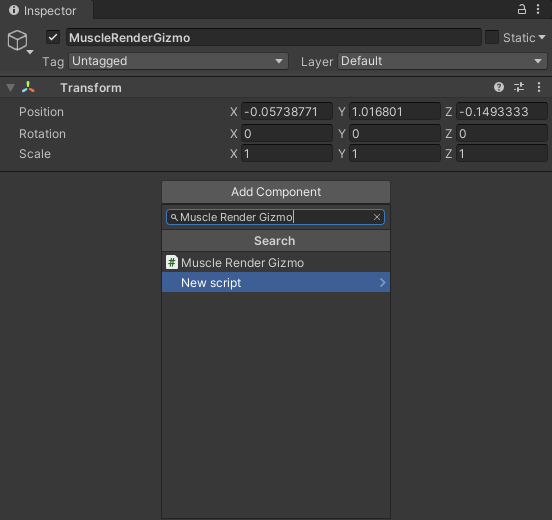 Inspector
MuscleRenderGizmo Static
Tag Untagged Layer Default
Transform
Position X -0.05738771 Y 1.016801 Z -0.1493333
Rotation X 0 Y 0 Z 0
Scale X 1 Y 1 Z 1
Add Component
Muscle Render Gizmo
Search
# Muscle Render Gizmo
New script